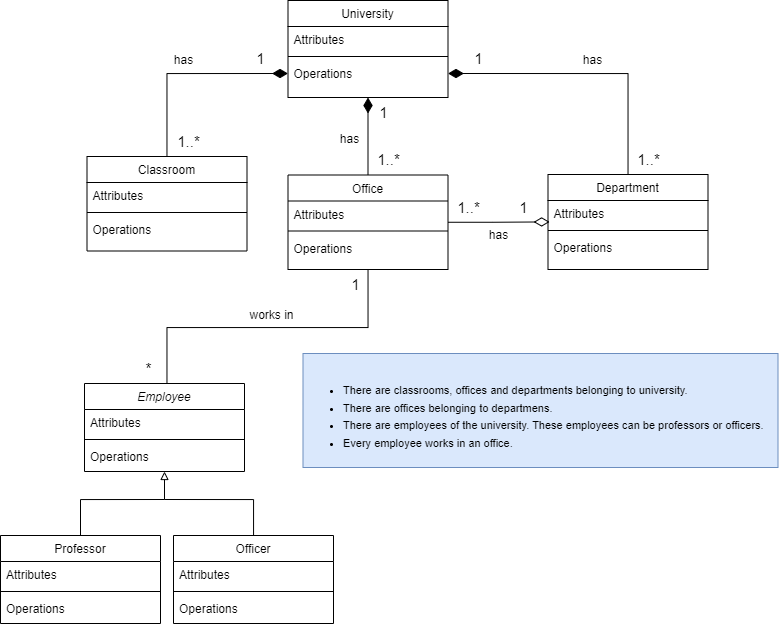 University
Attributes
Operations
has
1
1
has
1
has
1..*
1..*
1..*
Classroom
Attributes
Operations
Office
Attributes
Operations
1..*
1
has
Department
Attributes
Operations
1
works in
*
Employee
Attributes
Operations
• There are classrooms, offices and departments belonging to university.
• There are offices belonging to departmens.
• There are employees of the university. These employees can be professors or officers.
• Every employee works in an office.
Professor
Attributes
Operations
Officer
Attributes
Operations